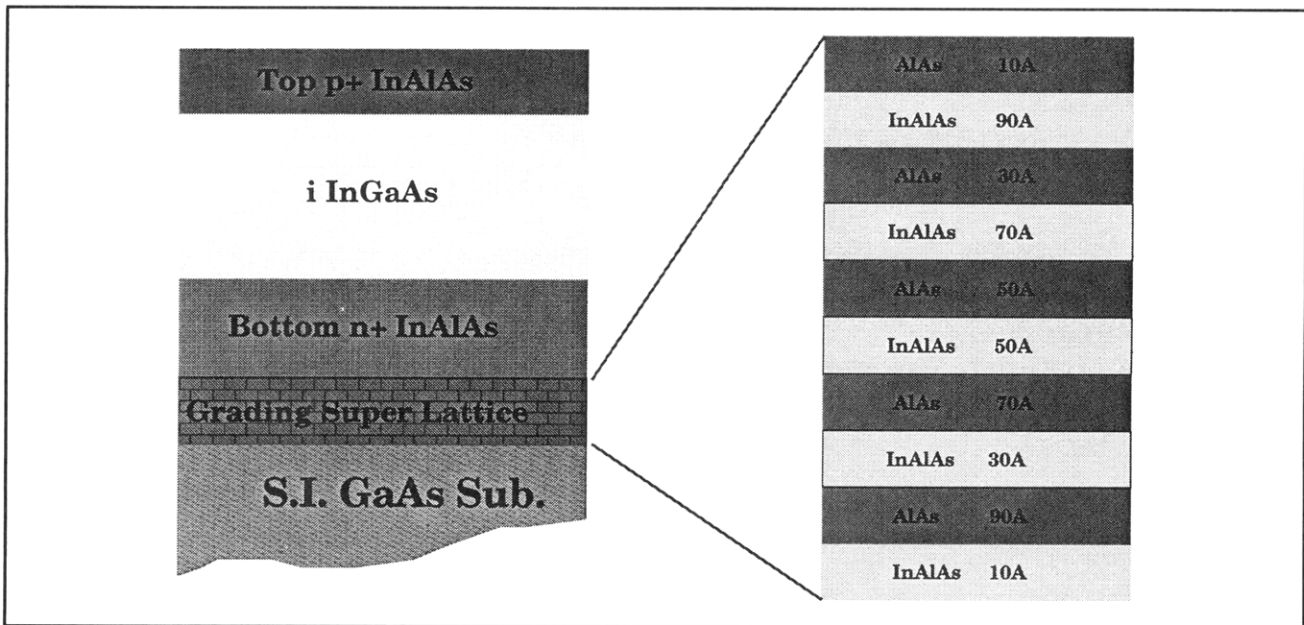 Top p+ InAlAs
i InGaAs
Bottom n+ InAlAs
Grading Super Lattice
S.I. GaAs Sub.
AlAs 10A
InAlAs 90A
AlAs 30A
InAlAs 70A
AlAs 50A
InAlAs 50A
AlAs 70A
InAlAs 30A
AlAs 90A
InAlAs 10A